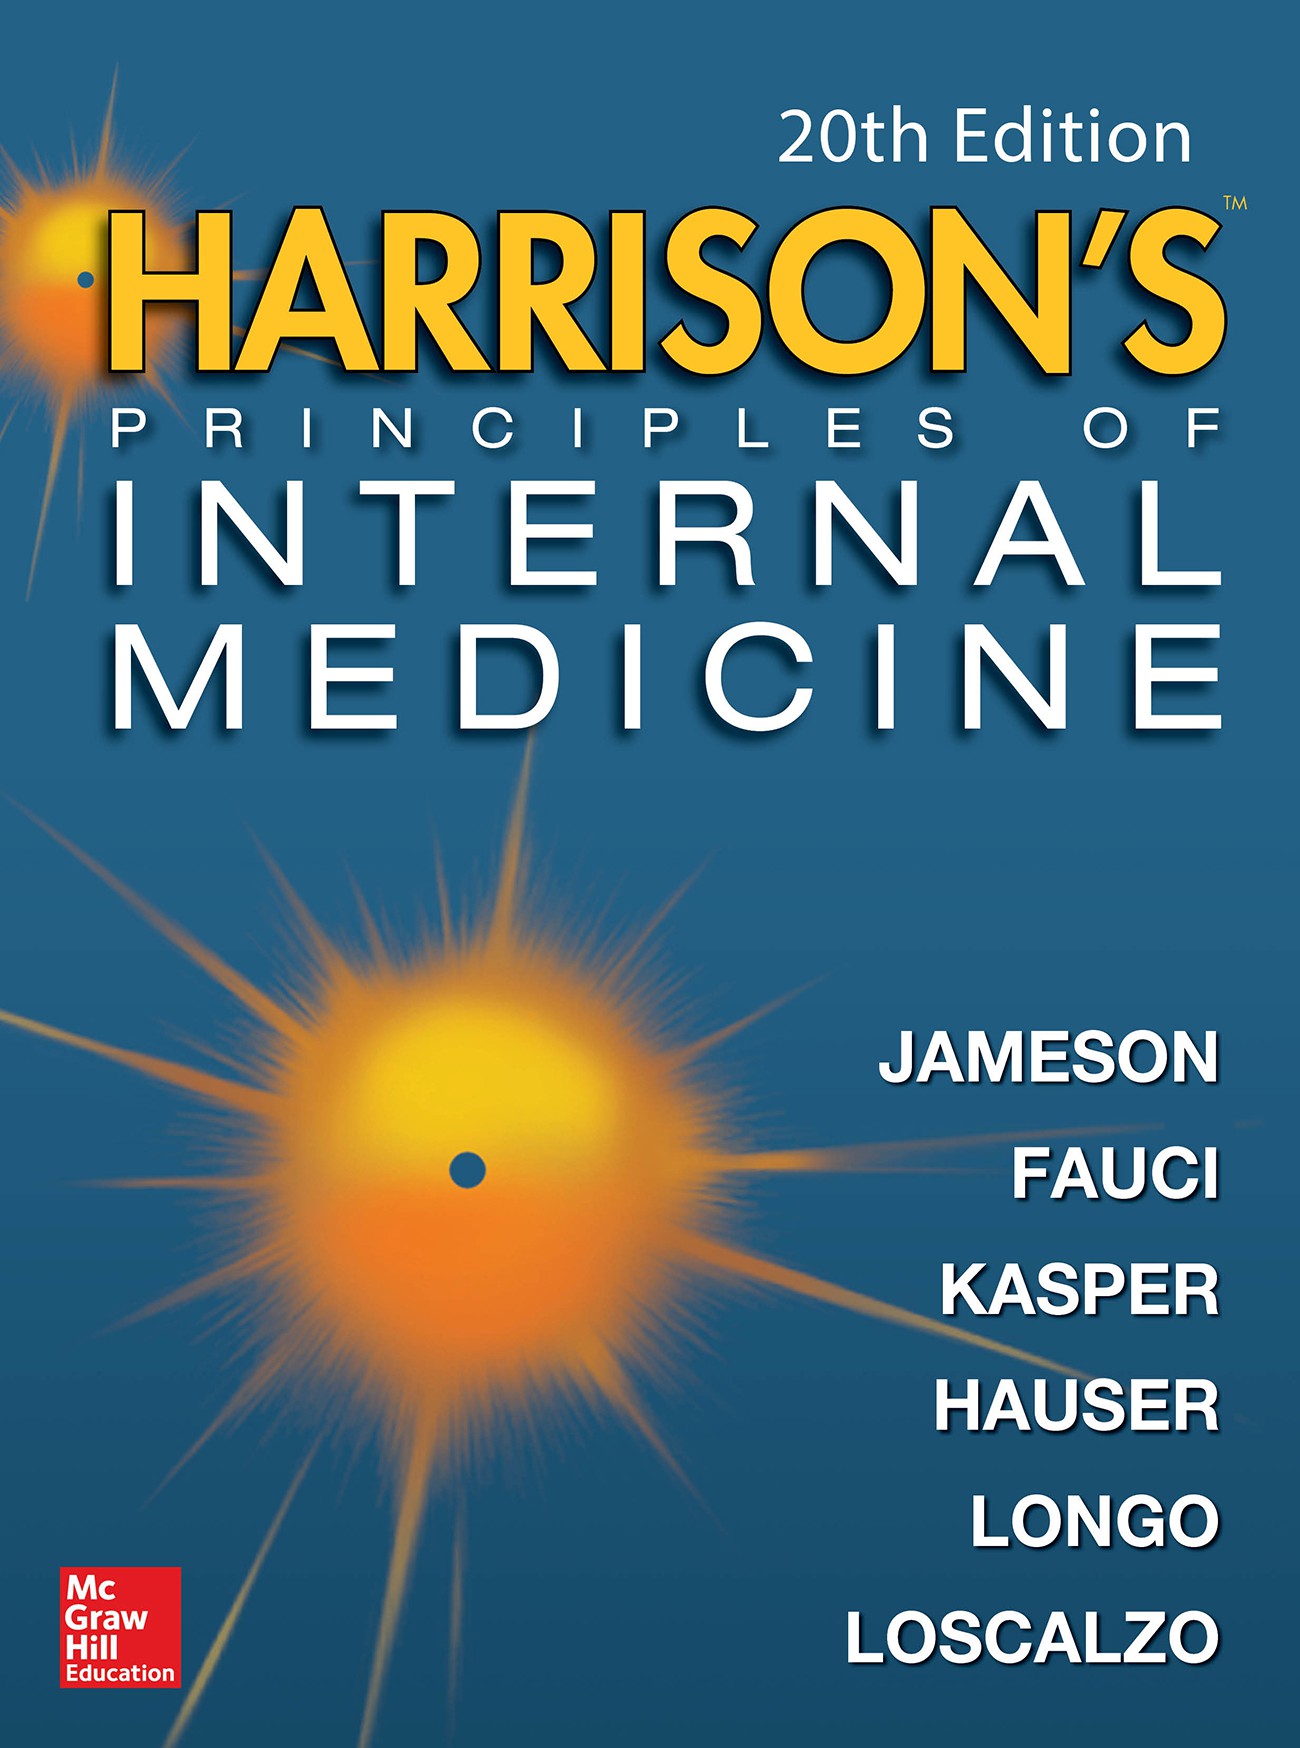 20th Edition
HARRISON'S™
PRINCIPLES OF
INTERNAL
MEDICINE
JAMESON
FAUCI
KASPER
HAUSER
LONGO
LOSCALZO
Mc
Graw
Hill
Education